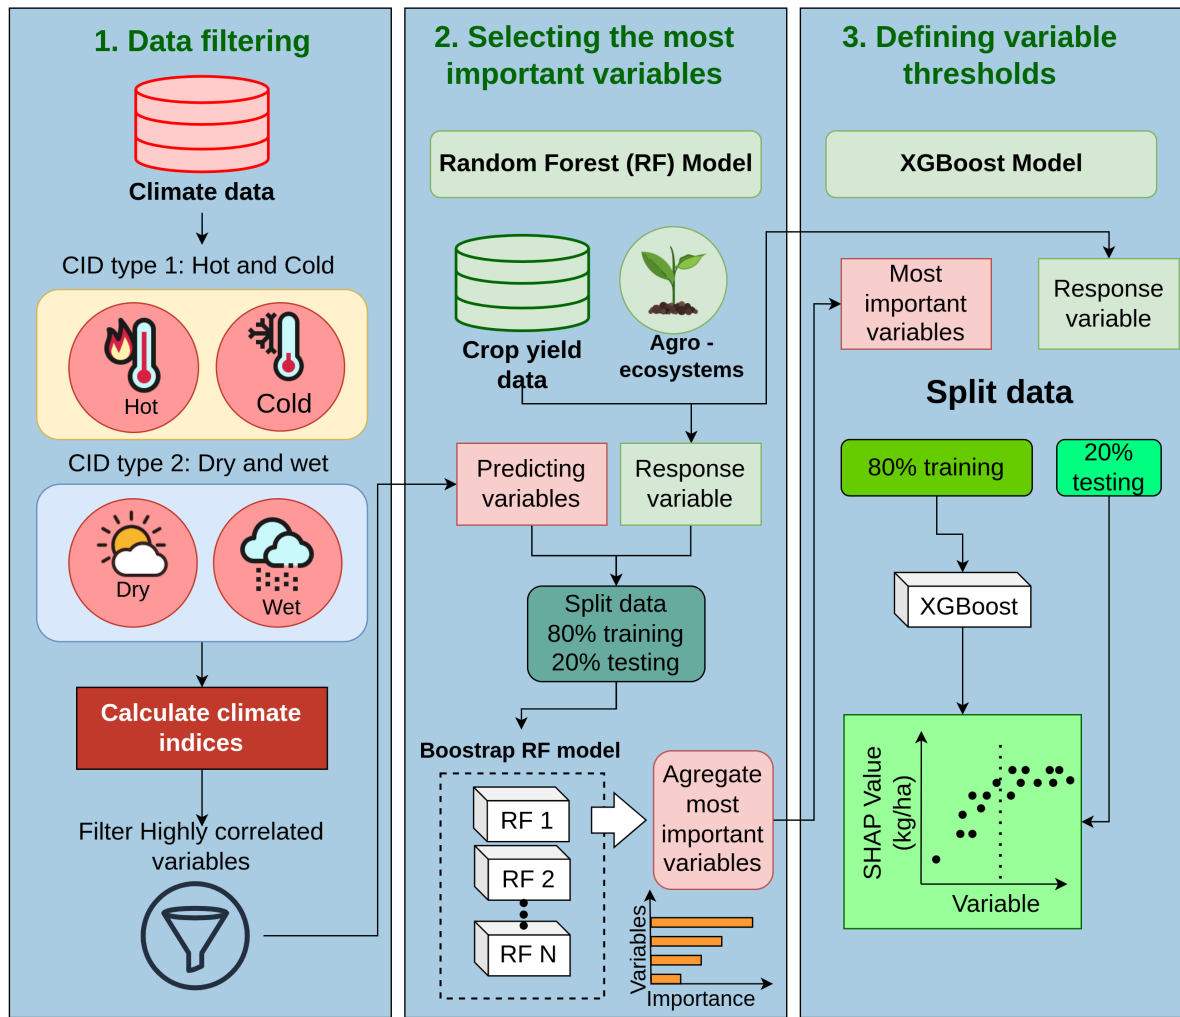 1. Data filtering
Climate data
CID type 1: Hot and Cold
Hot
Cold
CID type 2: Dry and wet
Dry
Wet
Calculate climate
indices
Filter Highly correlated
variables
2. Selecting the most
important variables
Random Forest (RF) Model
Crop yield
data
Agro -
ecosystems
Predicting
variables
Response
variable
Split data
80% training
20% testing
Boostrap RF model
RF 1
RF 2
RF N
Agregate
most
important
variables
Variables
Importance
3. Defining variable
thresholds
XGBoost Model
Most
important
variables
Response
variable
Split data
80% training
20%
testing
XGBoost
SHAP Value
(kg/ha)
Variable